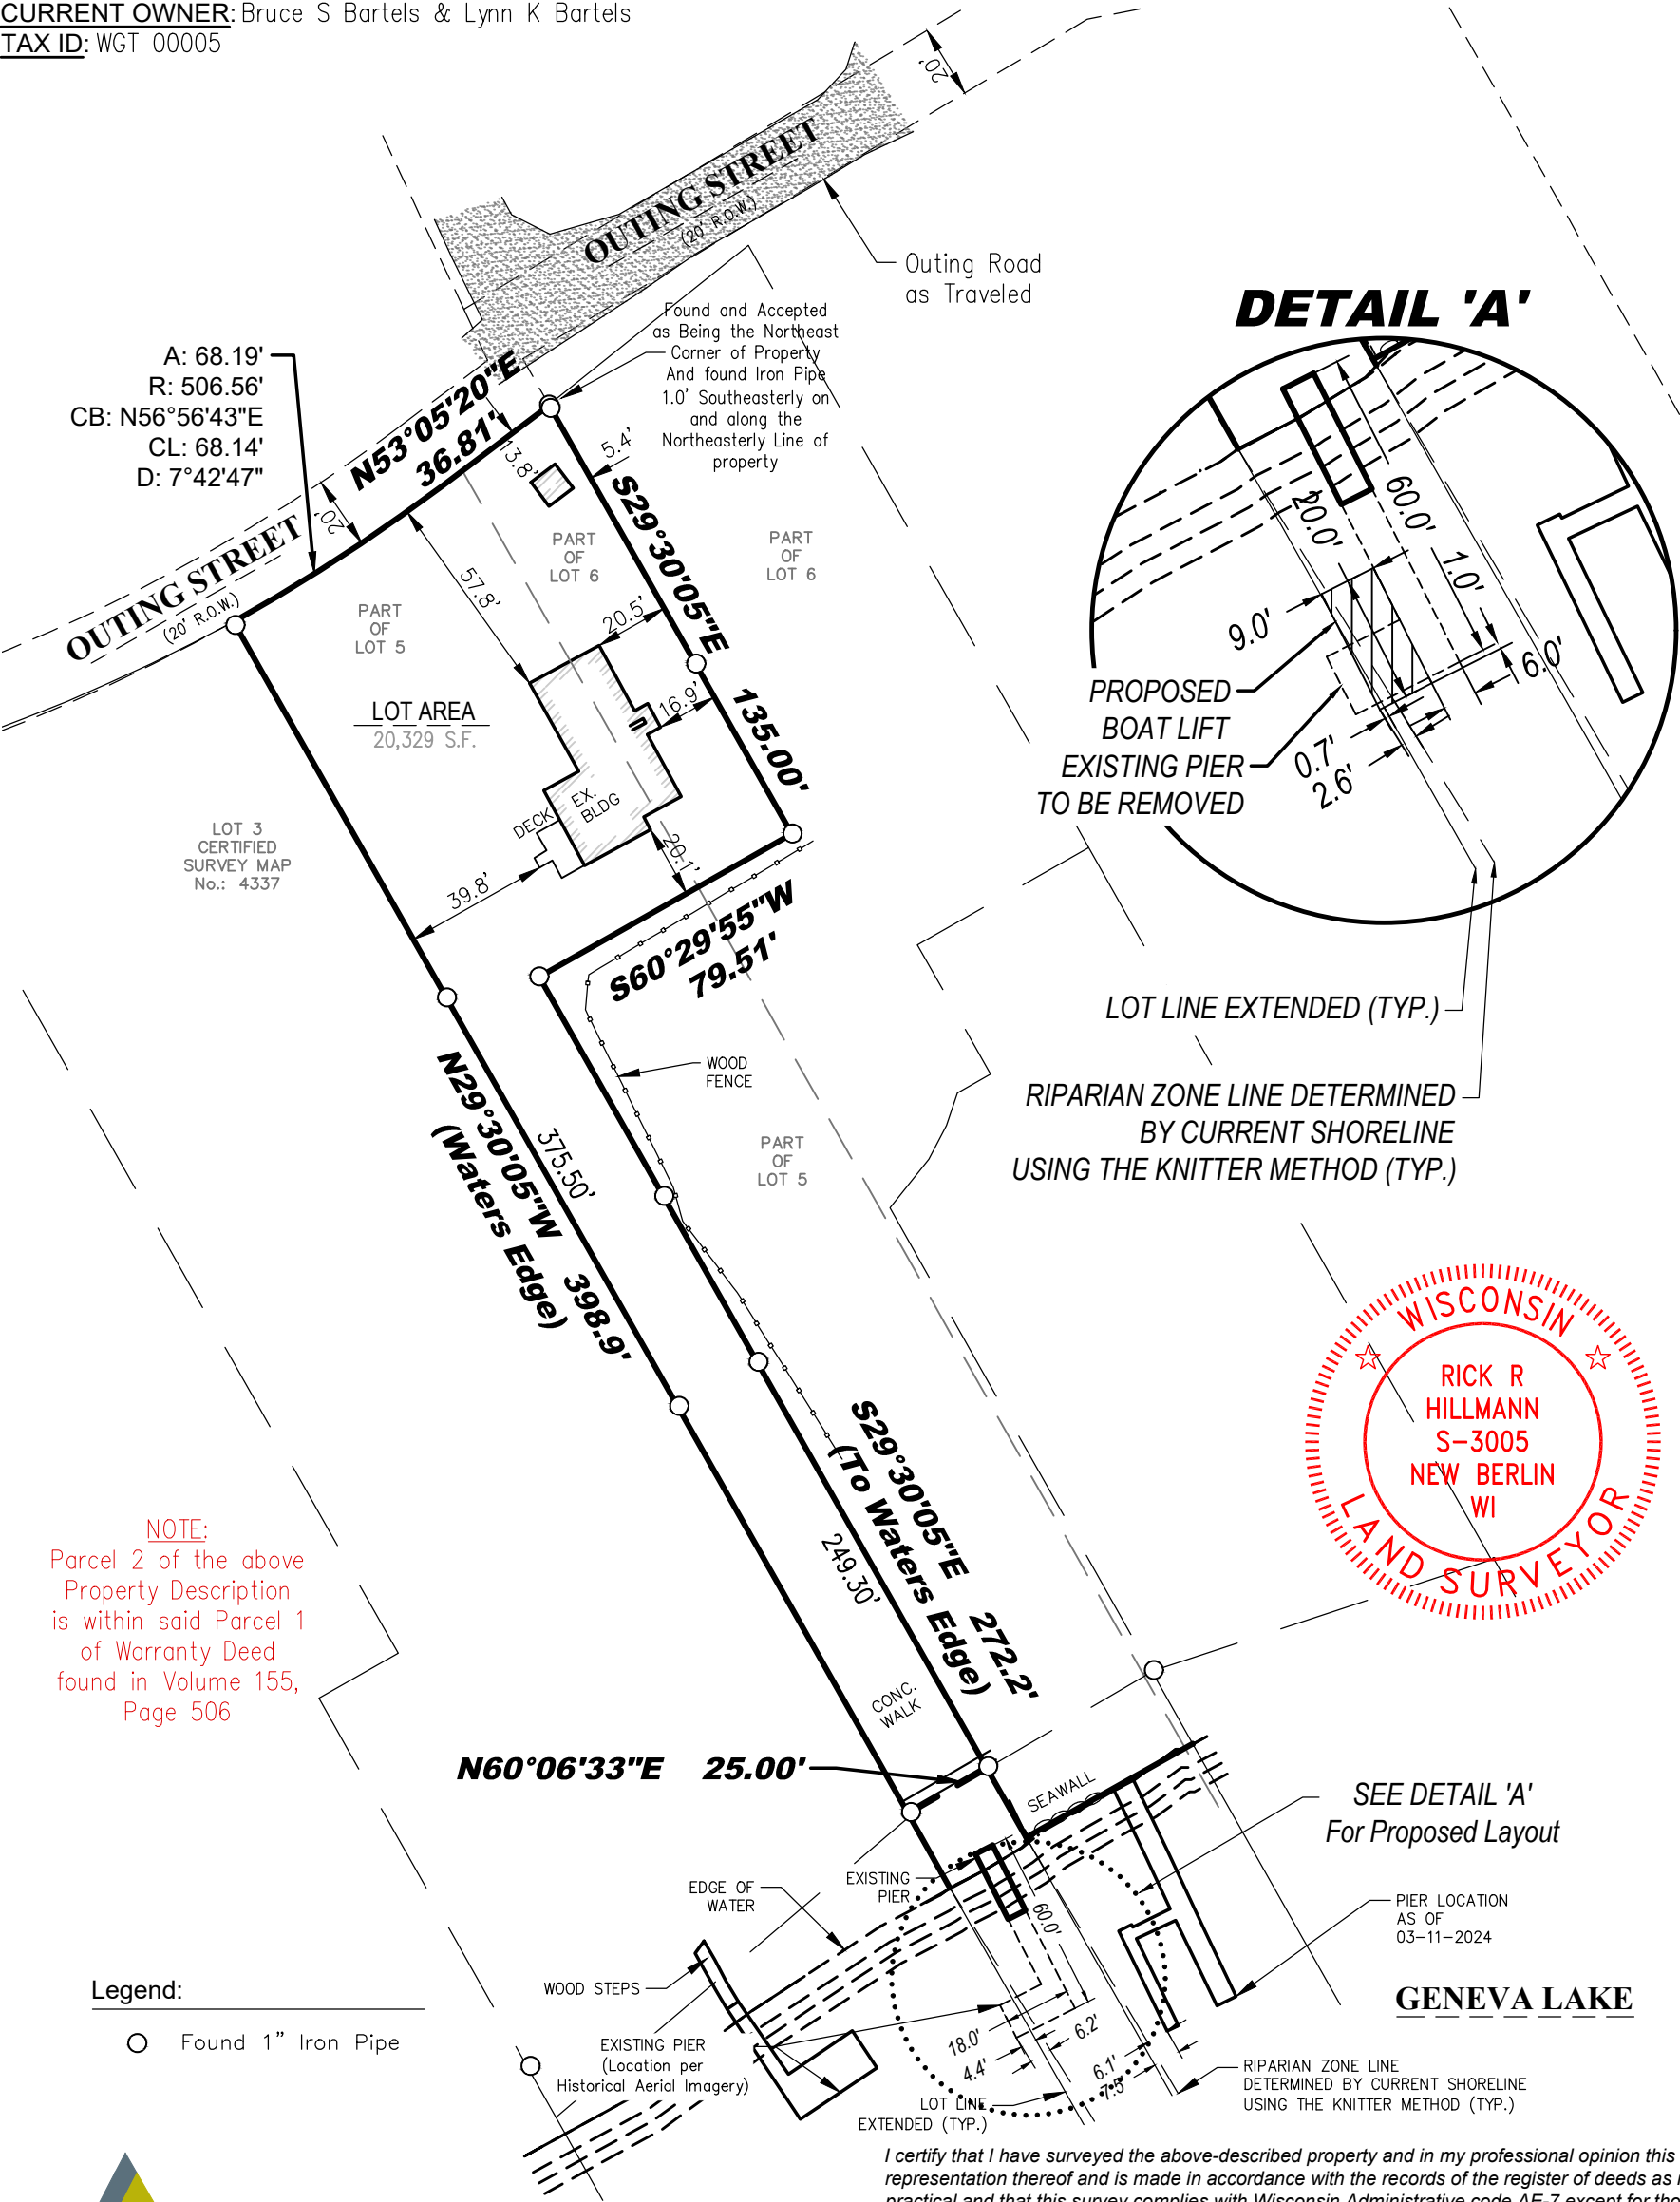 CURRENT OWNER: Bruce S Bartels & Lynn K Bartels
TAX ID: WGT 00005
20'
OUTING STREET
(20' R.O.W.)
Outing Road
as Traveled
Found and Accepted
as Being the Northeast
Corner of Property
And found Iron Pipe
1.0' Southeasterly on
and along the
Northeasterly Line of
property
A: 68.19'
R: 506.56'
CB: N56°56'43"E
CL: 68.14'
D: 7°42'47"
N53°05'20"E
36.81'
13.8'
5.4'
20'
OUTING STREET
(20' R.O.W.)
S29°30'05"E
135.00'
PART
OF
LOT 6
PART
OF
LOT 6
PART
OF
LOT 5
57.8'
20.5'
16.9'
LOT AREA
20,329 S.F.
EX.
BLDG
DECK
20.1'
39.8'
LOT 3
CERTIFIED
SURVEY MAP
No.: 4337
S60°29'55"W
79.51'
DETAIL 'A'
60.0'
20.0'
1.0'
9.0'
6.0'
0.7'
2.6'
PROPOSED
BOAT LIFT
EXISTING PIER
TO BE REMOVED
LOT LINE EXTENDED (TYP.)
RIPARIAN ZONE LINE DETERMINED
BY CURRENT SHORELINE
USING THE KNITTER METHOD (TYP.)
WOOD
FENCE
PART
OF
LOT 5
N29°30'05"W 398.9'
(Waters Edge)
375.50'
S29°30'05"E 272.2'
(To Waters Edge)
249.30'
WISCONSIN
RICK R
HILLMANN
S-3005
NEW BERLIN
WI
LAND SURVEYOR
NOTE:
Parcel 2 of the above
Property Description
is within said Parcel 1
of Warranty Deed
found in Volume 155,
Page 506
CONC.
WALK
N60°06'33"E 25.00'
SEAWALL
SEE DETAIL 'A'
For Proposed Layout
EXISTING
PIER
EDGE OF
WATER
60.0'
PIER LOCATION
AS OF
03-11-2024
GENEVA LAKE
WOOD STEPS
EXISTING PIER
(Location per
Historical Aerial Imagery)
18.0'
4.4'
6.2'
6.1'
7.5'
LOT LINE
EXTENDED (TYP.)
RIPARIAN ZONE LINE
DETERMINED BY CURRENT SHORELINE
USING THE KNITTER METHOD (TYP.)
Legend:
Found 1" Iron Pipe
I certify that I have surveyed the above-described property and in my professional opinion this
representation thereof and is made in accordance with the records of the register of deeds as
practical and that this survey complies with Wisconsin Administrative code AE-7 except for the